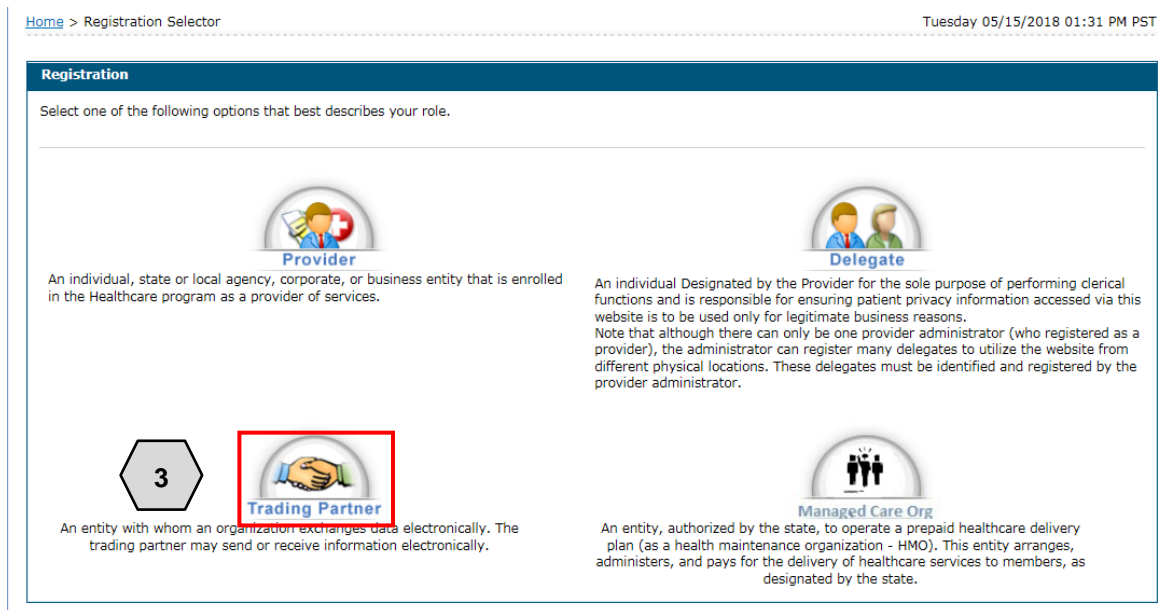 Home > Registration Selector
Tuesday 05/15/2018 01:31 PM PST
Registration
Select one of the following options that best describes your role.
Provider
An individual, state or local agency, corporate, or business entity that is enrolled
in the Healthcare program as a provider of services.
Delegate
An individual Designated by the Provider for the sole purpose of performing clerical
functions and is responsible for ensuring patient privacy information accessed via this
website is to be used only for legitimate business reasons.
Note that although there can only be one provider administrator (who registered as a
provider), the administrator can register many delegates to utilize the website from
different physical locations. These delegates must be identified and registered by the
provider administrator.
3
Trading Partner
An entity with whom an organization exchanges data electronically. The
trading partner may send or receive information electronically.
Managed Care Org
An entity, authorized by the state, to operate a prepaid healthcare delivery
plan (as a health maintenance organization - HMO). This entity arranges,
administers, and pays for the delivery of healthcare services to members, as
designated by the state.